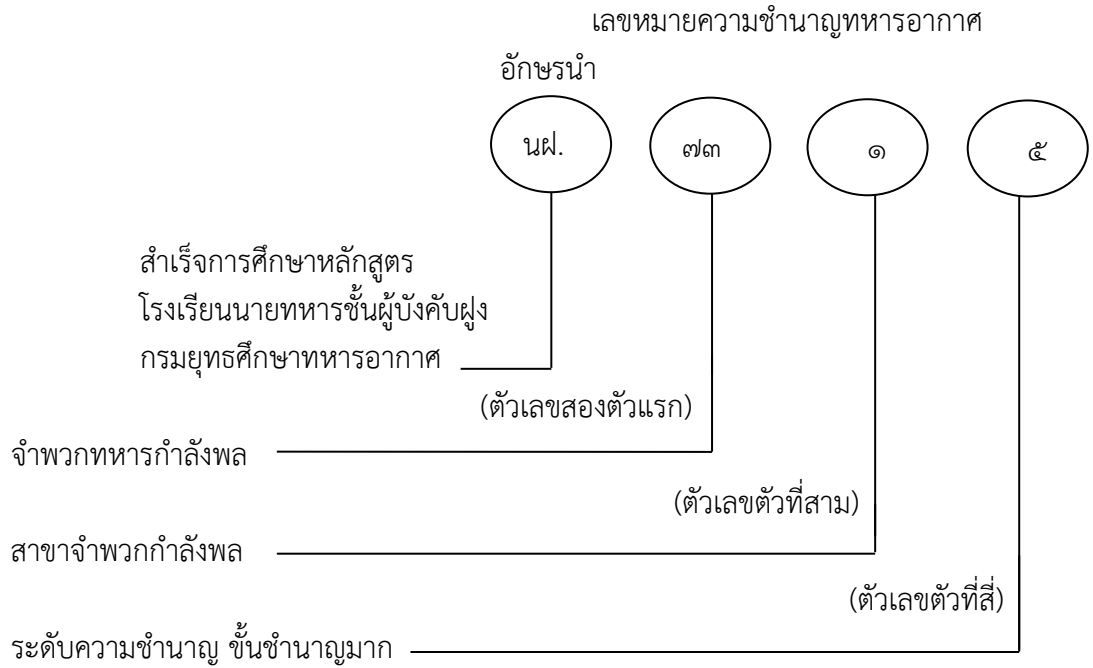 เลขหมายความชำนาญทหารอากาศ
อักษรนำ
นฝ. ๗๓ ๑ ๕
สำเร็จการศึกษาหลักสูตร
โรงเรียนนายทหารชั้นผู้บังคับฝูง
กรมยุทธศึกษาทหารอากาศ
(ตัวเลขสองตัวแรก)
จำพวกทหารกำลังพล
(ตัวเลขตัวที่สาม)
สาขาจำพวกกำลังพล
(ตัวเลขตัวที่สี่)
ระดับความชำนาญ ขั้นชำนาญมาก